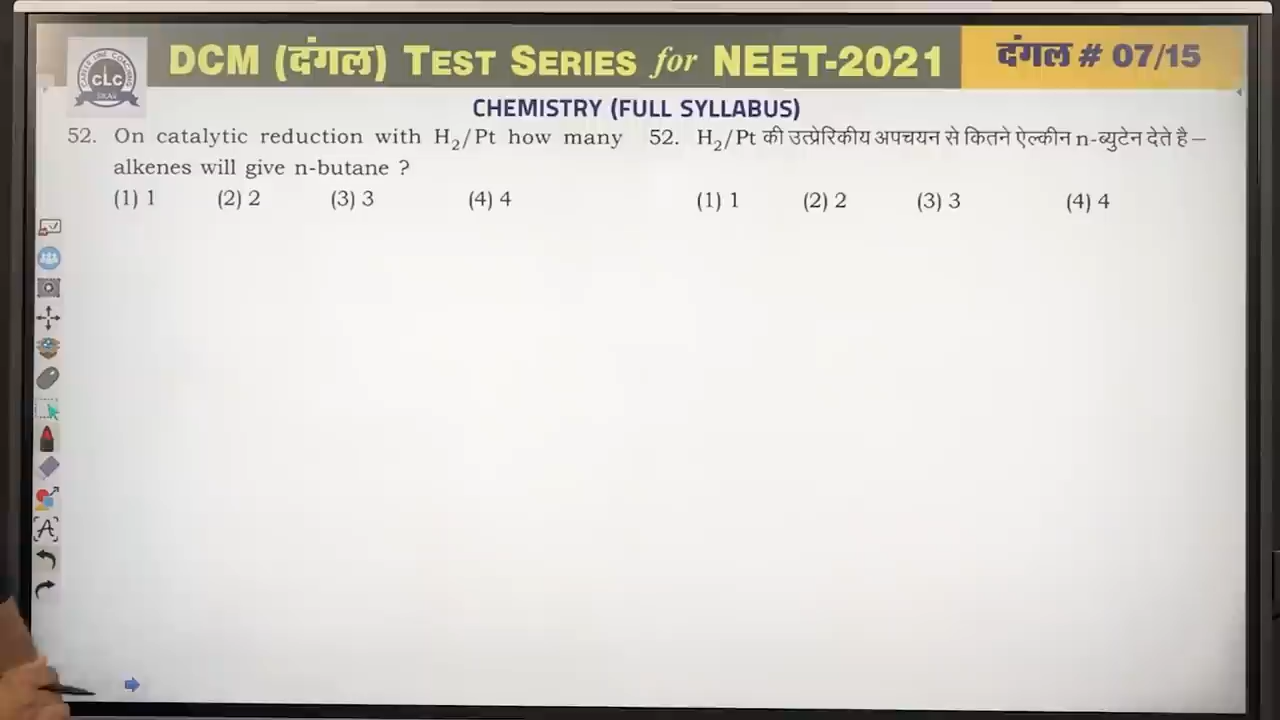 DCM (दंगल) TEST SERIES for NEET-2021
दंगल # 07/15
CLC
SIKAR
CHEMISTRY (FULL SYLLABUS)
52. On catalytic reduction with H₂/Pt how many
alkenes will give n-butane ?
(1) 1 (2) 2 (3) 3 (4) 4
52. H₂/Pt की उत्प्रेरिकीय अपचयन से कितने ऐल्कीन n-ब्युटेन देते है –
(1) 1 (2) 2 (3) 3 (4) 4